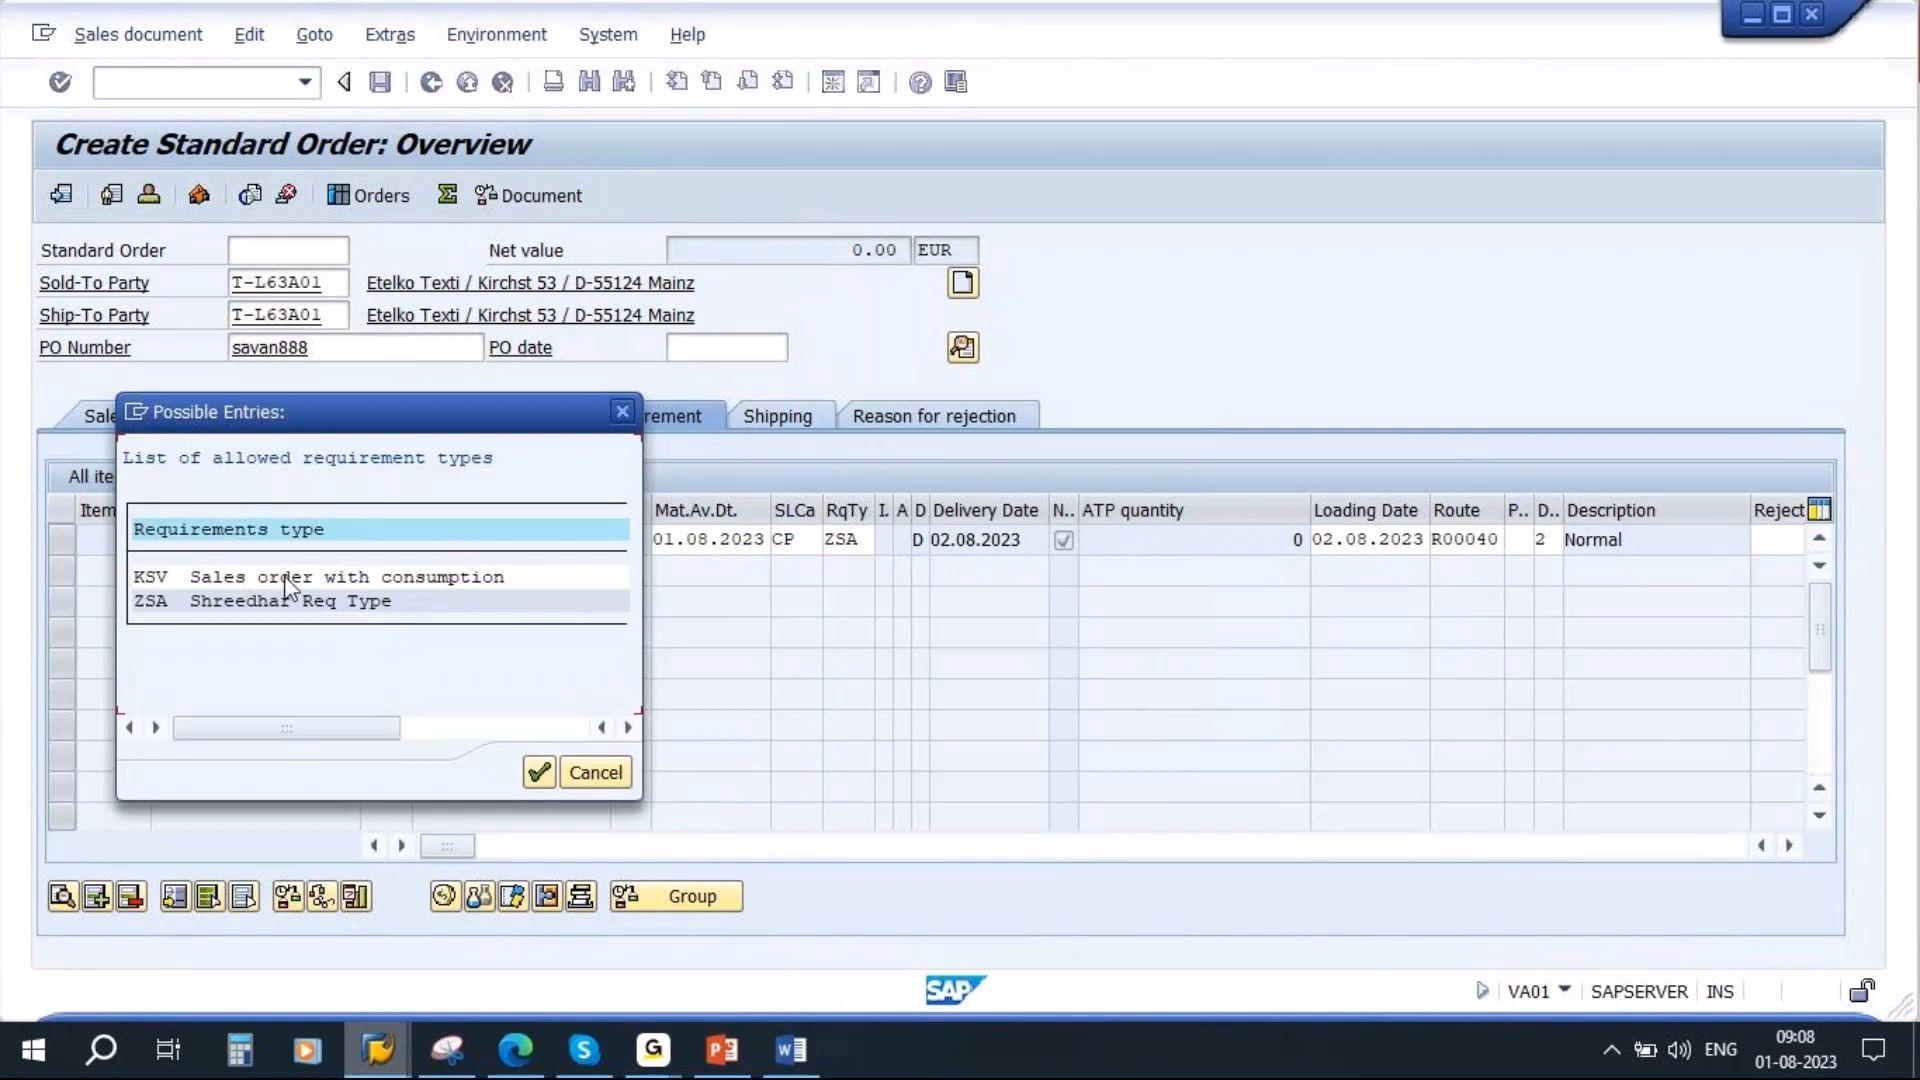 Sales document Edit Goto Extras Environment System Help
Create Standard Order: Overview
Orders Document
Standard Order Net value 0.00 EUR
Sold-To Party T-L63A01 Etelko Texti / Kirchst 53 / D-55124 Mainz
Ship-To Party T-L63A01 Etelko Texti / Kirchst 53 / D-55124 Mainz
PO Number savan888 PO date
Sale rement Shipping Reason for rejection
Possible Entries:
List of allowed requirement types
Requirements type
KSV Sales order with consumption
ZSA Shreedhar Req Type
Cancel
All ite
Item Mat.Av.Dt. SLCa RqTy I. A D Delivery Date N.. ATP quantity Loading Date Route P.. D.. Description Reject
01.08.2023 CP ZSA D 02.08.2023 0 02.08.2023 R00040 2 Normal
Group
SAP VA01 SAPSERVER INS
ENG 09:08
01-08-2023